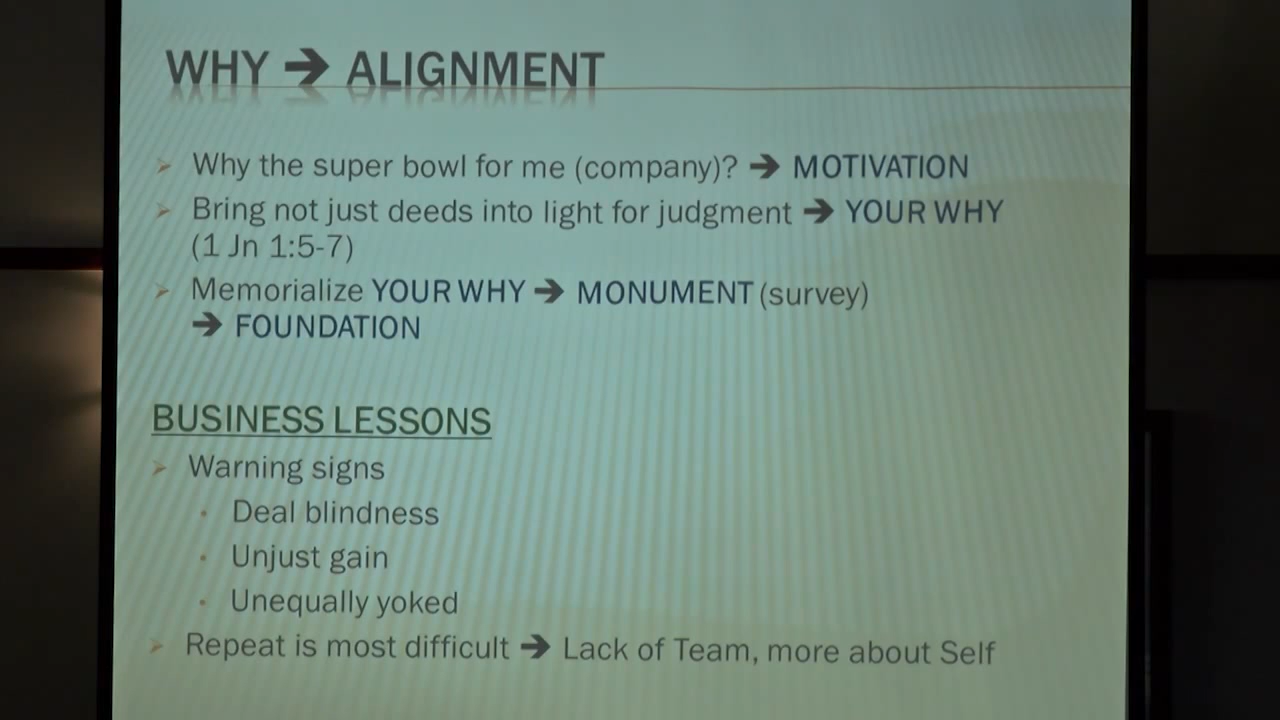 WHY ➔ ALIGNMENT
➢ Why the super bowl for me (company)? ➔ MOTIVATION
➢ Bring not just deeds into light for judgment ➔ YOUR WHY
(1 Jn 1:5-7)
➢ Memorialize YOUR WHY ➔ MONUMENT (survey)
➔ FOUNDATION
BUSINESS LESSONS
➢ Warning signs
• Deal blindness
• Unjust gain
• Unequally yoked
➢ Repeat is most difficult ➔ Lack of Team, more about Self